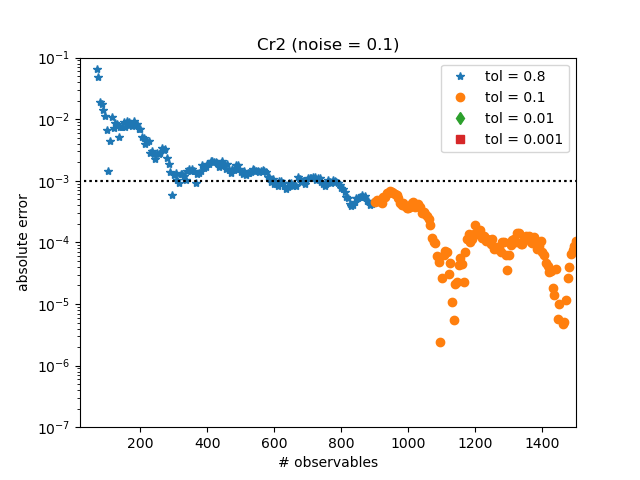 Cr2 (noise = 0.1)
tol = 0.8
tol = 0.1
tol = 0.01
tol = 0.001
absolute error
10⁻¹
10⁻²
10⁻³
10⁻⁴
10⁻⁵
10⁻⁶
10⁻⁷
200 400 600 800 1000 1200 1400
# observables